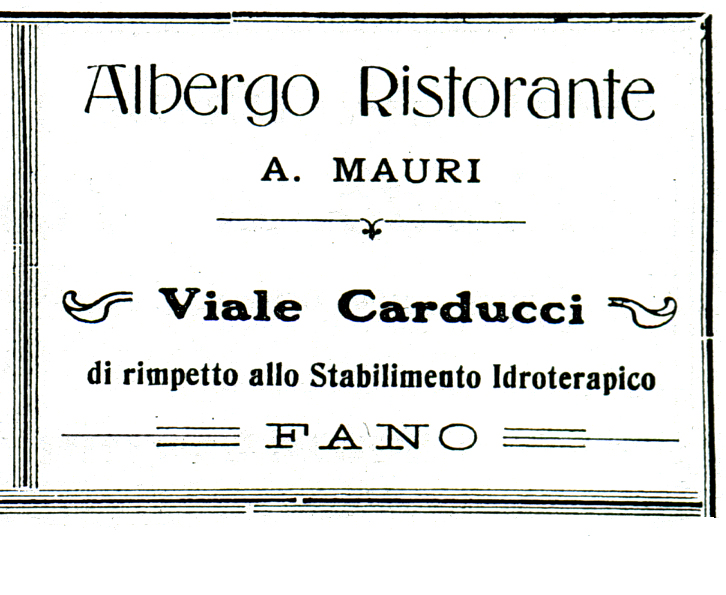 Albergo Ristorante
A. MAURI
Viale Carducci
di rimpetto allo Stabilimento Idroterapico
FANO